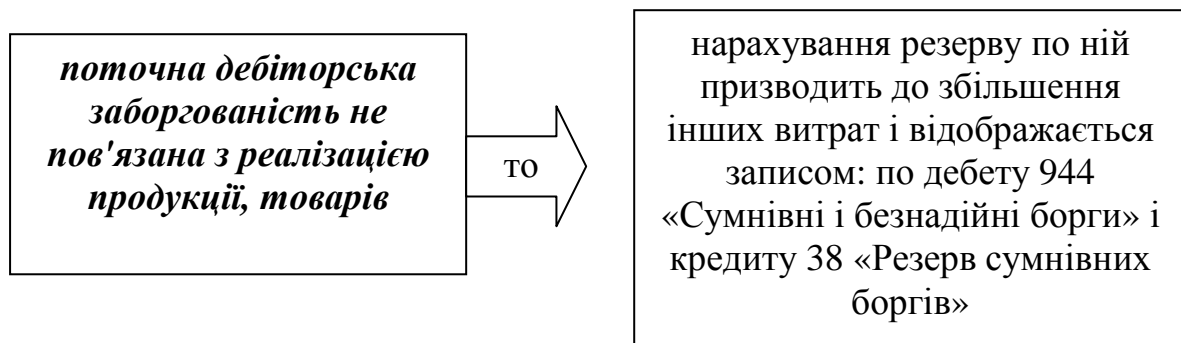 поточна дебіторська
заборгованість не
пов'язана з реалізацією
продукції, товарів
то
нарахування резерву по ній
призводить до збільшення
інших витрат і відображається
записом: по дебету 944
«Сумнівні і безнадійні борги» і
кредиту 38 «Резерв сумнівних
боргів»